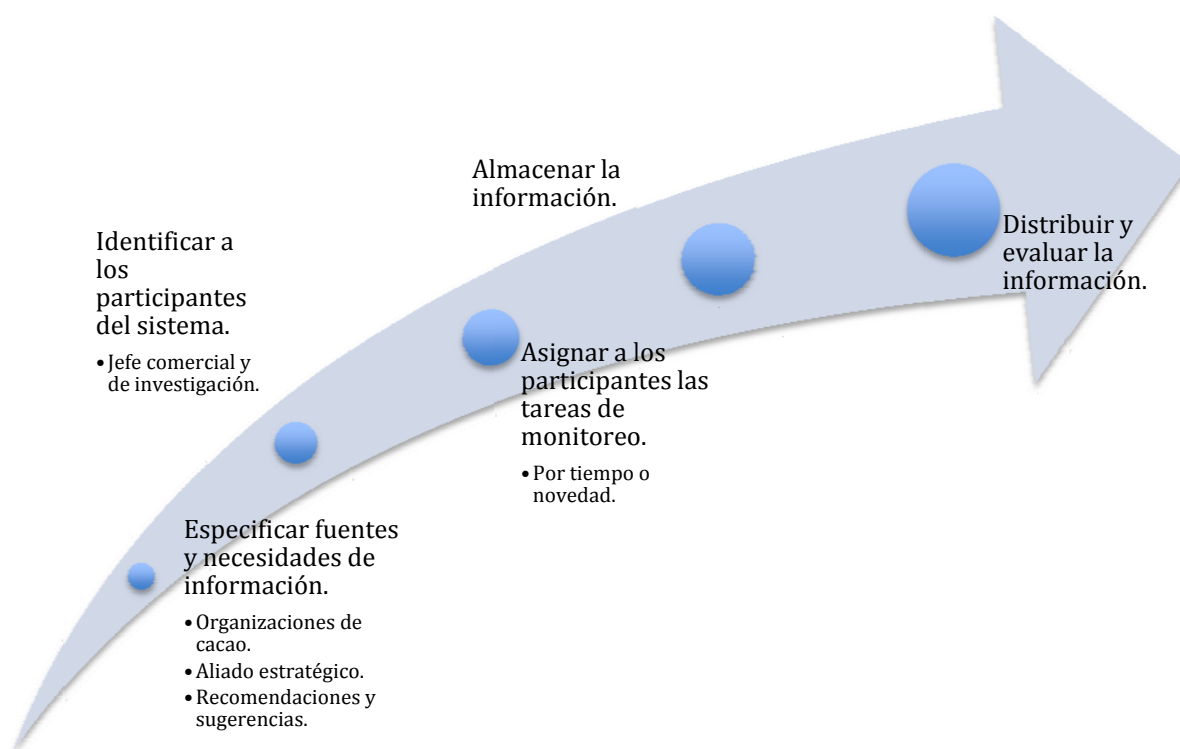 Especificar fuentes
y necesidades de
información.
• Organizaciones de
cacao.
• Aliado estratégico.
• Recomendaciones y
sugerencias.
Identificar a
los
participantes
del sistema.
• Jefe comercial y
de investigación.
Asignar a los
participantes las
tareas de
monitoreo.
• Por tiempo o
novedad.
Almacenar la
información.
Distribuir y
evaluar la
información.